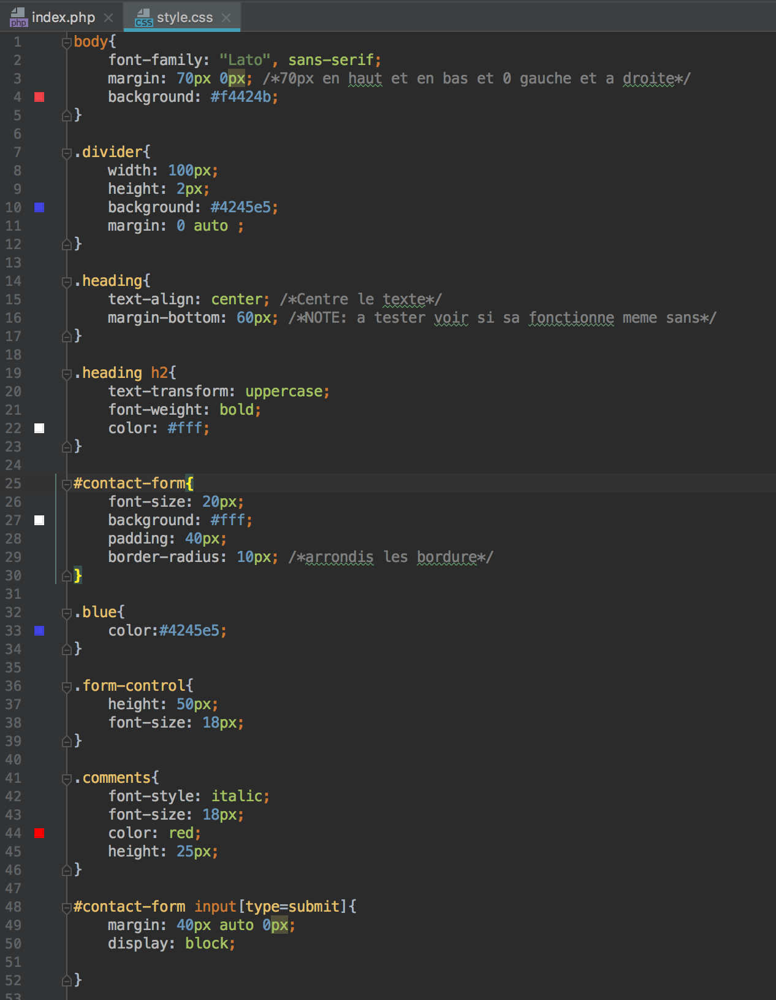 php index.php ×
CSS style.css ×
1 body{
2     font-family: "Lato", sans-serif;
3     margin: 70px 0px; /*70px en haut et en bas et 0 gauche et a droite*/
4     background: #f4424b;
5 }
6
7 .divider{
8     width: 100px;
9     height: 2px;
10     background: #4245e5;
11     margin: 0 auto ;
12 }
13
14 .heading{
15     text-align: center; /*Centre le texte*/
16     margin-bottom: 60px; /*NOTE: a tester voir si sa fonctionne meme sans*/
17 }
18
19 .heading h2{
20     text-transform: uppercase;
21     font-weight: bold;
22     color: #fff;
23 }
24
25 #contact-form{
26     font-size: 20px;
27     background: #fff;
28     padding: 40px;
29     border-radius: 10px; /*arrondis les bordure*/
30 }
31
32 .blue{
33     color:#4245e5;
34 }
35
36 .form-control{
37     height: 50px;
38     font-size: 18px;
39 }
40
41 .comments{
42     font-style: italic;
43     font-size: 18px;
44     color: red;
45     height: 25px;
46 }
47
48 #contact-form input[type=submit]{
49     margin: 40px auto 0px;
50     display: block;
51
52 }
53